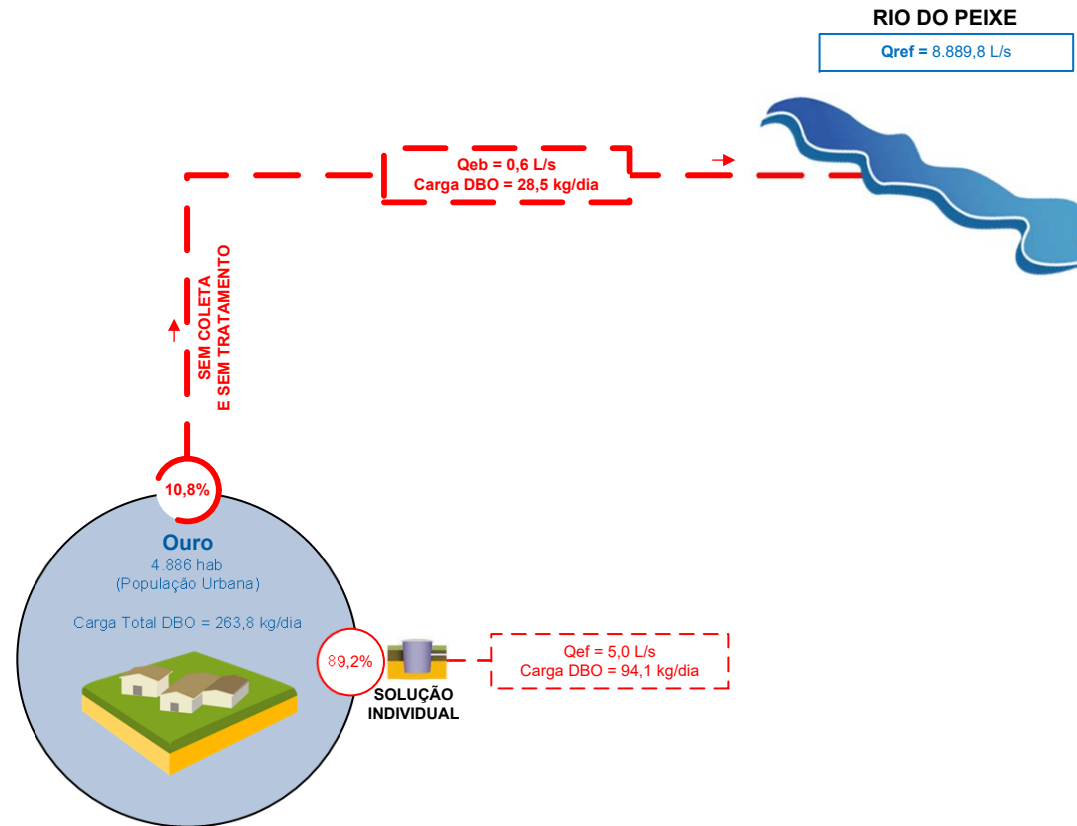 RIO DO PEIXE
Qref = 8.889,8 L/s
Qeb = 0,6 L/s
Carga DBO = 28,5 kg/dia
SEM COLETA
E SEM TRATAMENTO
10,8%
Ouro
4.886 hab
(População Urbana)
Carga Total DBO = 263,8 kg/dia
89,2%
SOLUÇÃO
INDIVIDUAL
Qef = 5,0 L/s
Carga DBO = 94,1 kg/dia